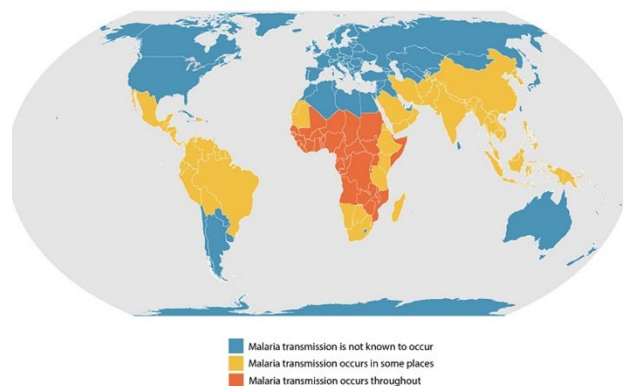 Malaria transmission is not known to occur
Malaria transmission occurs in some places
Malaria transmission occurs throughout